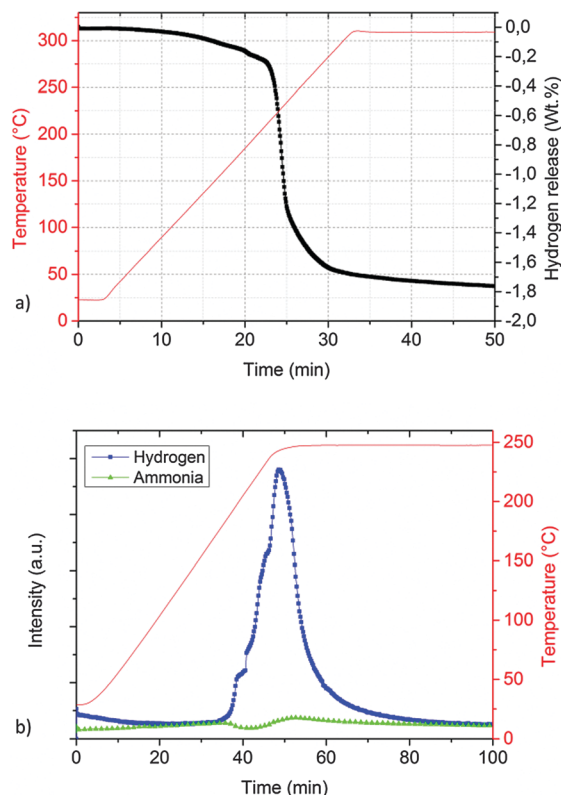 300
250
200
150
100
50
0
Temperature (°C)
0,0
-0,2
-0,4
-0,6
-0,8
-1,0
-1,2
-1,4
-1,6
-1,8
-2,0
Hydrogen release (Wt.%)
a)
0 10 20 30 40 50
Time (min)
Hydrogen
Ammonia
Intensity (a.u.)
250
200
150
100
50
0
Temperature (°C)
b)
0 20 40 60 80 100
Time (min)